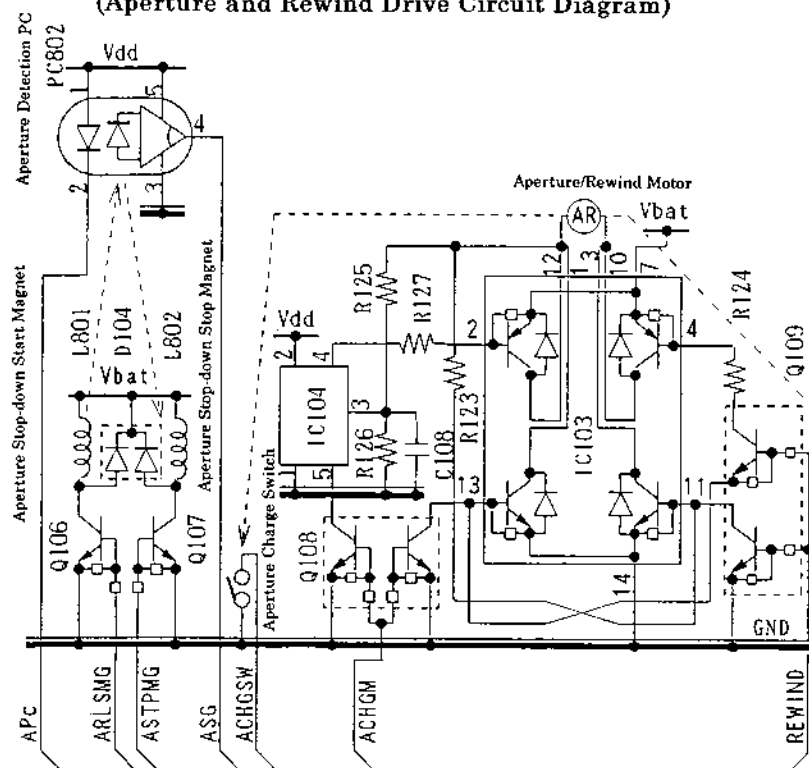 (Aperture and Rewind Drive Circuit Diagram)
Aperture Detection PC
PC802
Vdd
1
5
4
2
3
Aperture/Rewind Motor
AR
Vbat
12
1
3
10
7
R125
R127
R124
Q109
Aperture Stop-down Start Magnet
L801
D104
L802
Aperture Stop-down Stop Magnet
Vbat
Vdd
2
4
2
4
IC104
3
R126
C108
R123
IC103
1
5
13
11
Q106
Q107
Aperture Charge Switch
Q108
14
GND
APc
ARLSMG
ASTPMG
ASG
ACHGSW
ACHGM
REWIND